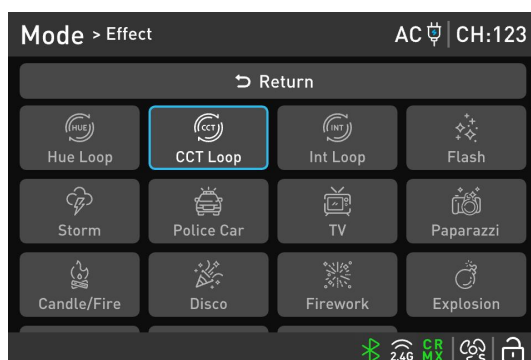 Mode > Effect AC CH:123
Return
HUE CCT INT
Hue Loop CCT Loop Int Loop Flash
Storm Police Car TV Paparazzi
Candle/Fire Disco Firework Explosion
2.4G CR MX